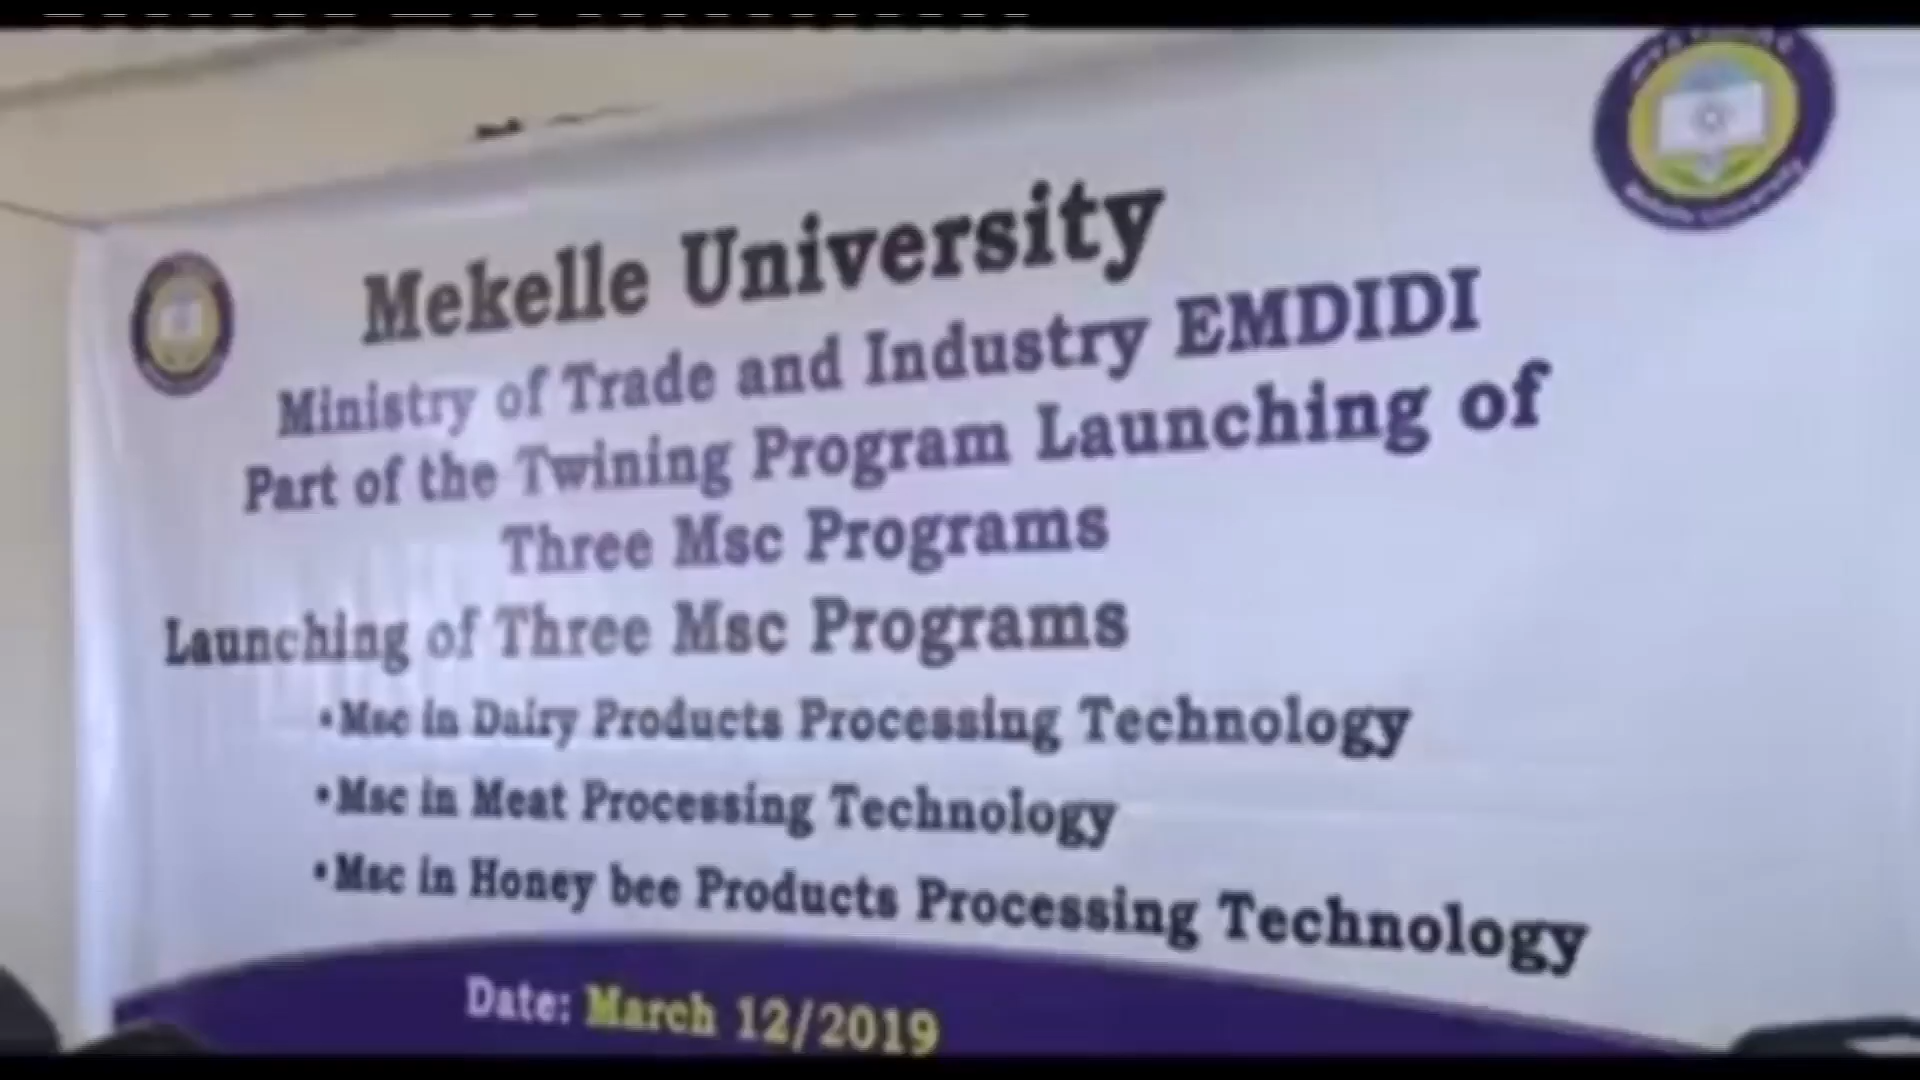 Mekelle University
Ministry of Trade and Industry EMDIDI
Part of the Twining Program Launching of
Three Msc Programs
Launching of Three Msc Programs
•Msc in Dairy Products Processing Technology
•Msc in Meat Processing Technology
•Msc in Honey bee Products Processing Technology
Date: March 12/2019
Mekelle University